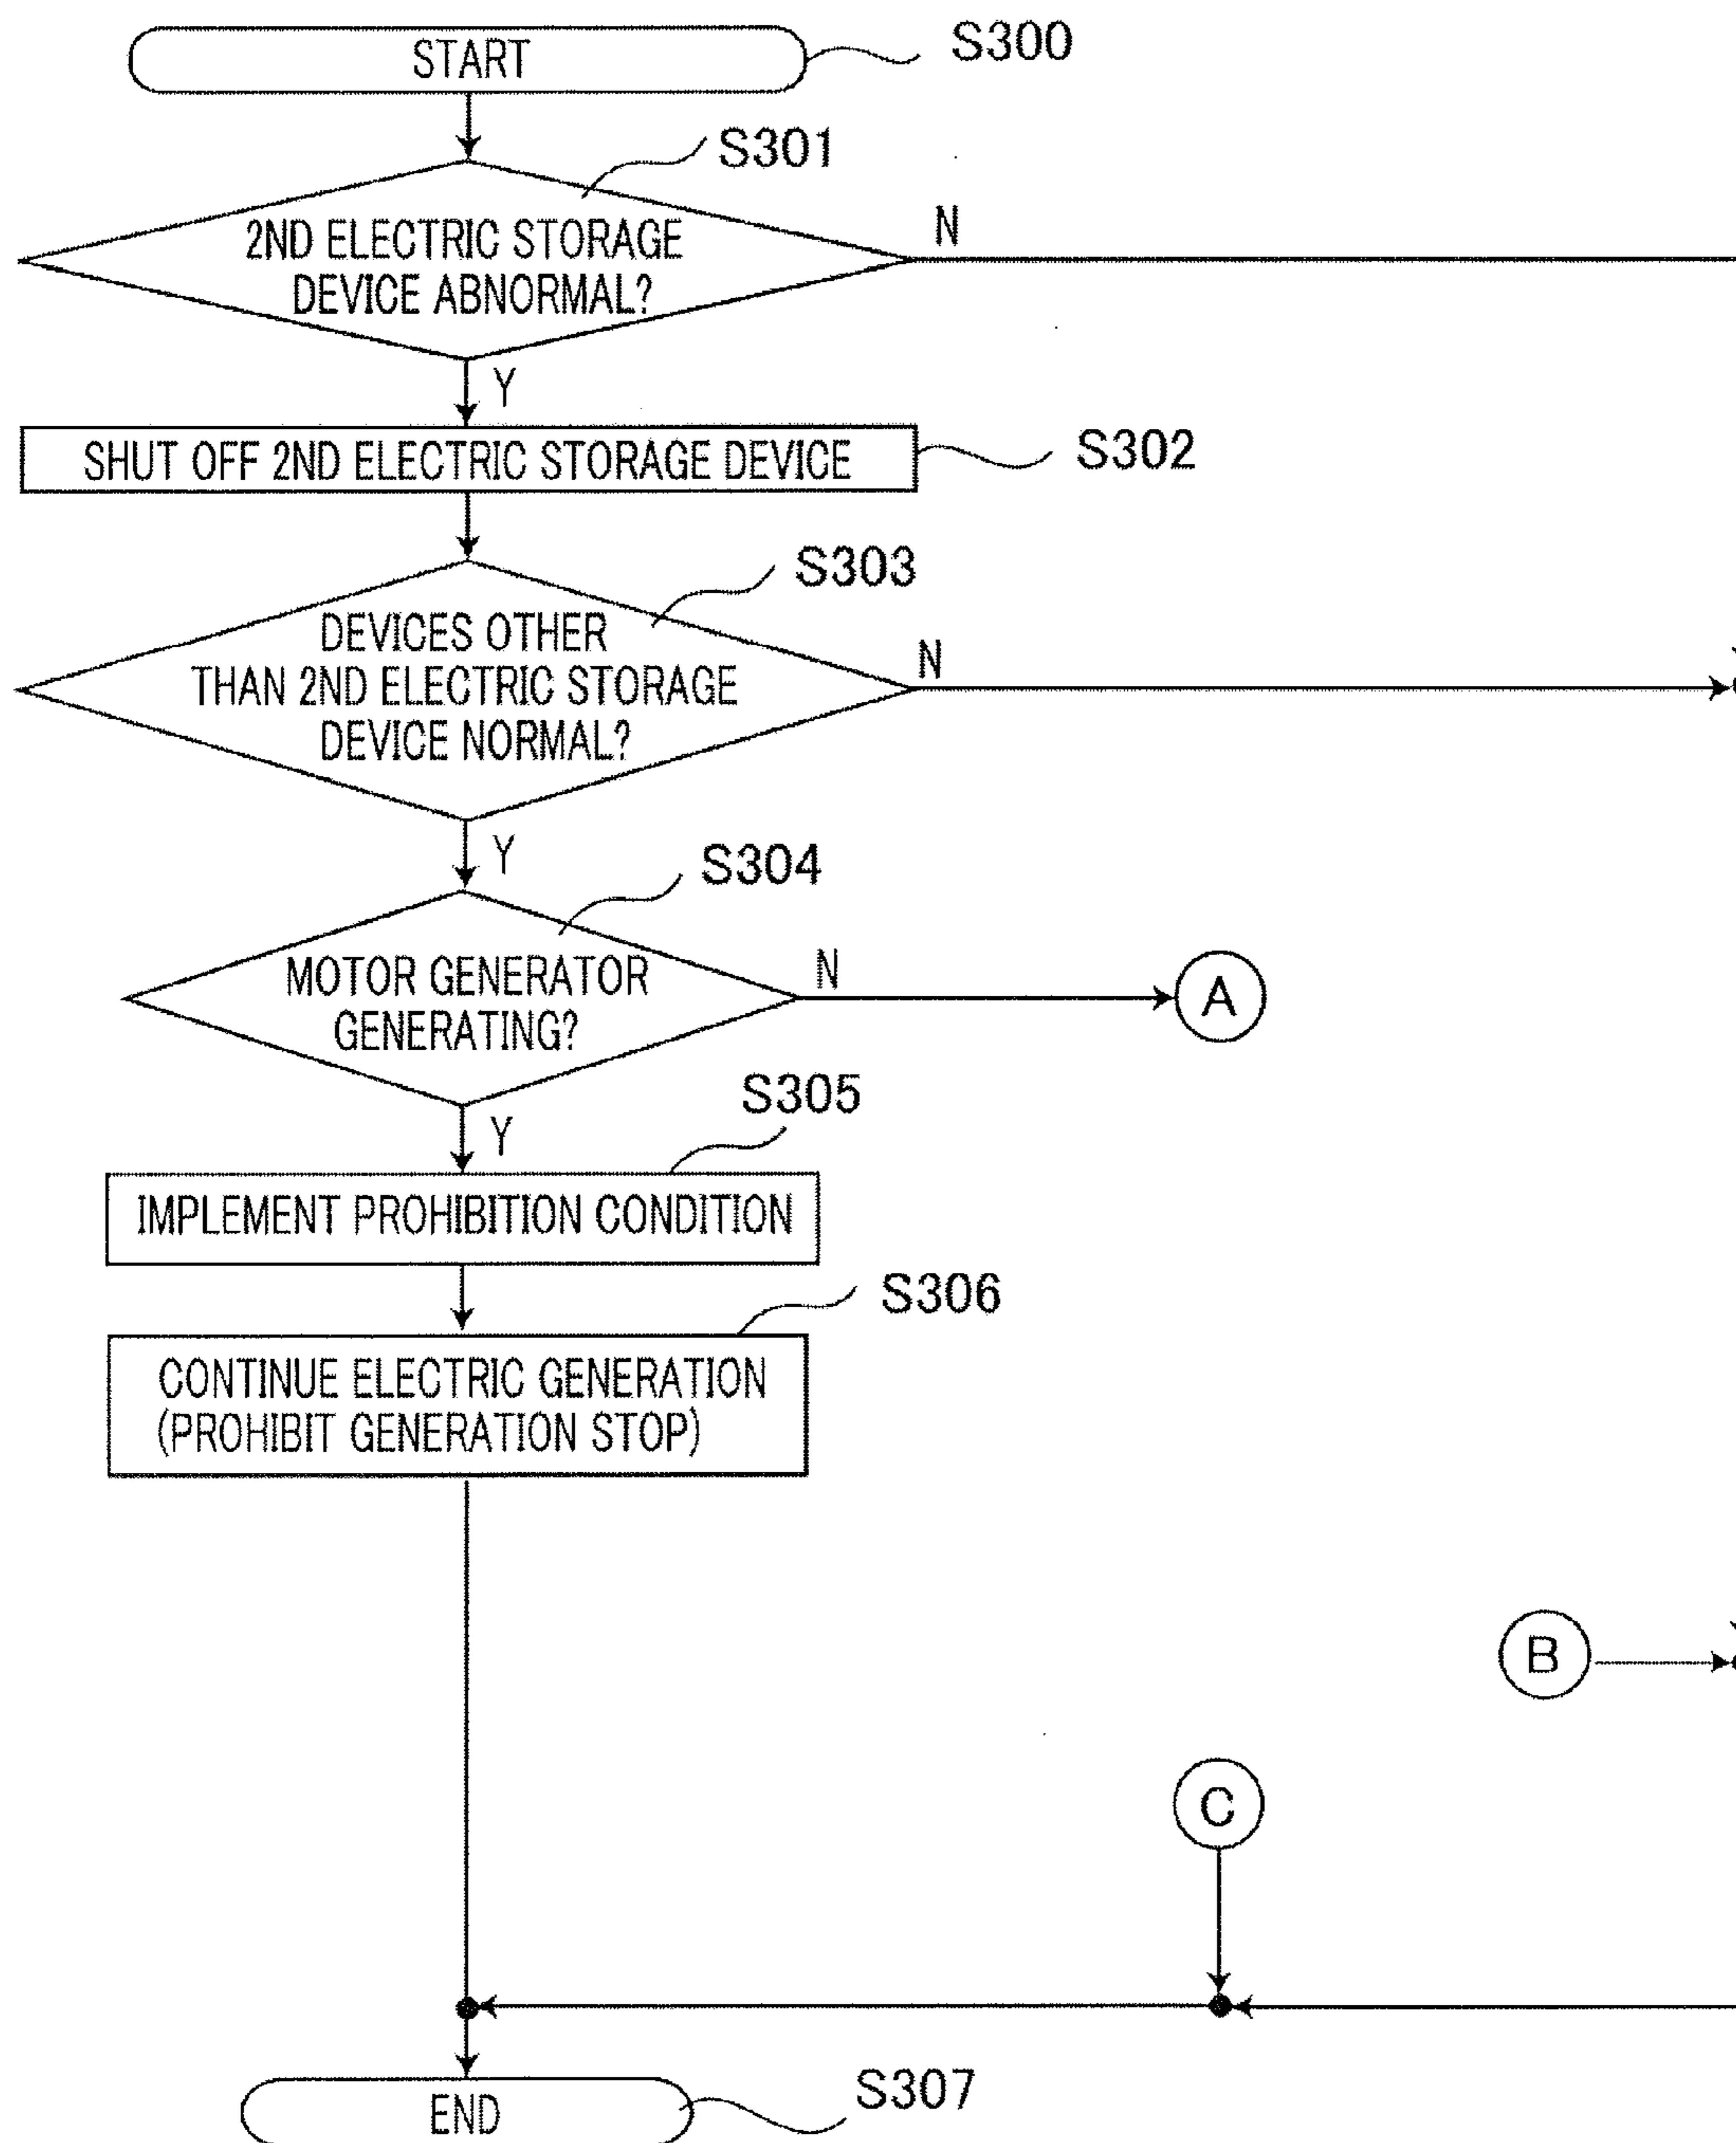 START
S300
S301
2ND ELECTRIC STORAGE
DEVICE ABNORMAL?
N
Y
SHUT OFF 2ND ELECTRIC STORAGE DEVICE
S302
S303
DEVICES OTHER
THAN 2ND ELECTRIC STORAGE
DEVICE NORMAL?
N
Y
S304
MOTOR GENERATOR
GENERATING?
N
A
Y
S305
IMPLEMENT PROHIBITION CONDITION
S306
CONTINUE ELECTRIC GENERATION
(PROHIBIT GENERATION STOP)
B
C
END
S307